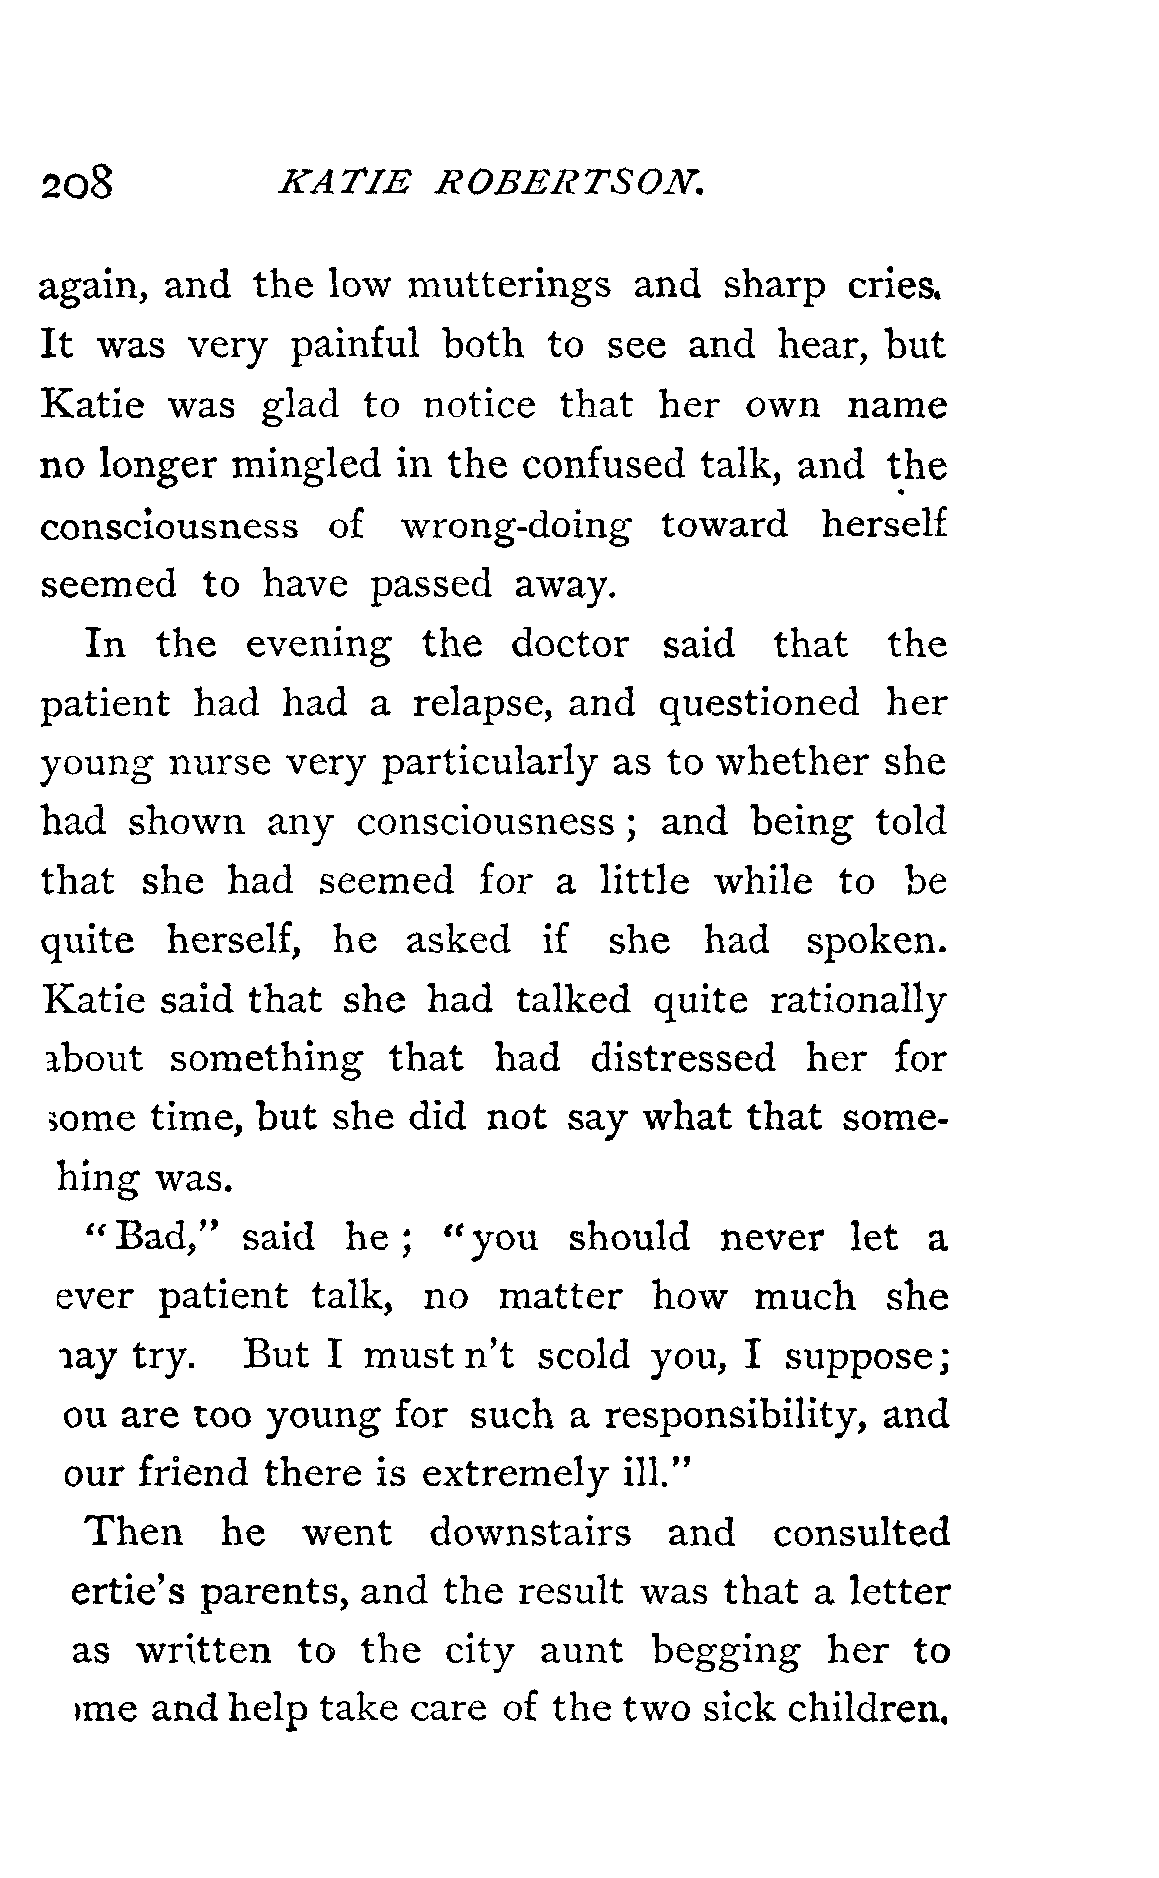 208 KATIE ROBERTSON.
again, and the low mutterings and sharp cries.
It was very painful both to see and hear, but
Katie was glad to notice that her own name
no longer mingled in the confused talk, and the
consciousness of wrong-doing toward herself
seemed to have passed away.
In the evening the doctor said that the
patient had had a relapse, and questioned her
young nurse very particularly as to whether she
had shown any consciousness ; and being told
that she had seemed for a little while to be
quite herself, he asked if she had spoken.
Katie said that she had talked quite rationally
about something that had distressed her for
some time, but she did not say what that some-
hing was.
“Bad,” said he ; “you should never let a
ever patient talk, no matter how much she
ay try. But I must n't scold you, I suppose;
ou are too young for such a responsibility, and
our friend there is extremely ill.”
Then he went downstairs and consulted
ertie's parents, and the result was that a letter
as written to the city aunt begging her to
me and help take care of the two sick children.